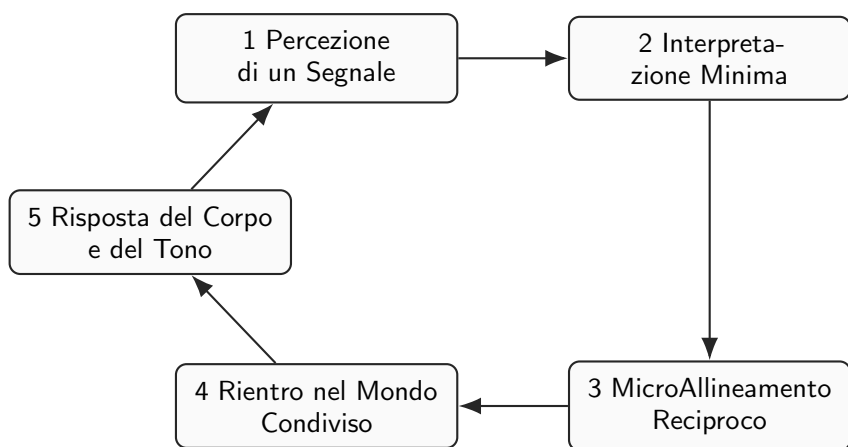 1 Percezione
di un Segnale
2 Interpreta-
zione Minima
3 MicroAllineamento
Reciproco
4 Rientro nel Mondo
Condiviso
5 Risposta del Corpo
e del Tono